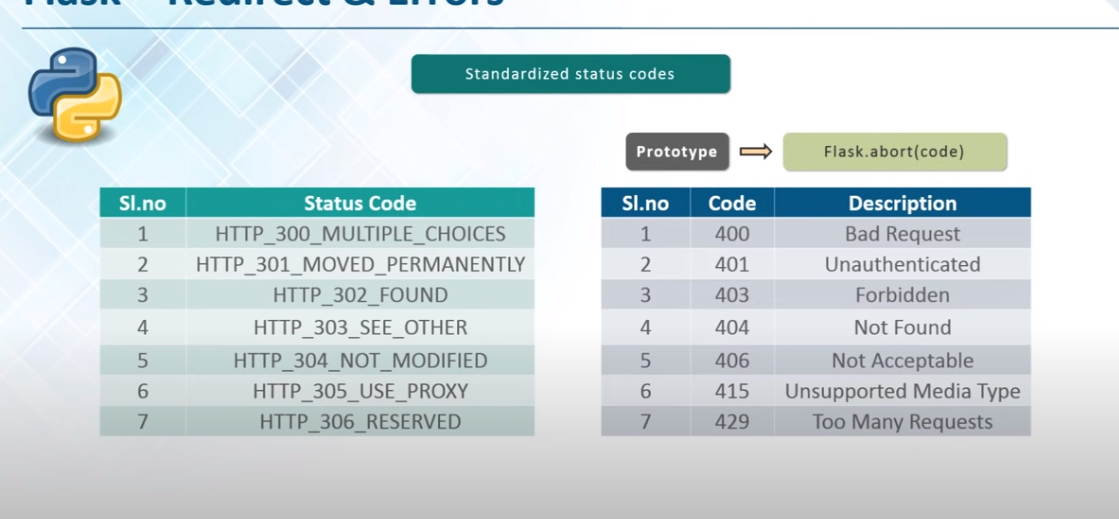 Flask – Redirect & Errors
Standardized status codes
Prototype
Flask.abort(code)
Sl.no Status Code
1 HTTP_300_MULTIPLE_CHOICES
2 HTTP_301_MOVED_PERMANENTLY
3 HTTP_302_FOUND
4 HTTP_303_SEE_OTHER
5 HTTP_304_NOT_MODIFIED
6 HTTP_305_USE_PROXY
7 HTTP_306_RESERVED
Sl.no Code Description
1 400 Bad Request
2 401 Unauthenticated
3 403 Forbidden
4 404 Not Found
5 406 Not Acceptable
6 415 Unsupported Media Type
7 429 Too Many Requests